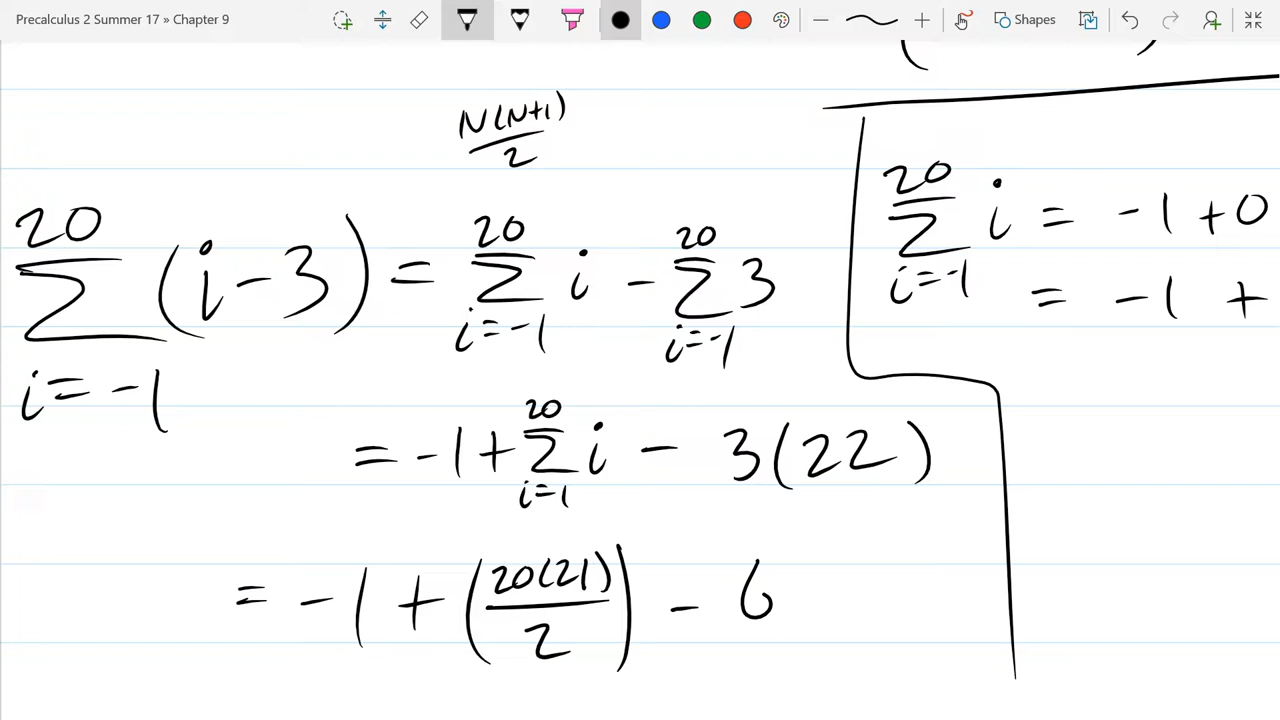 Precalculus 2 Summer 17 » Chapter 9
Shapes
N(N+1)
2
20
∑ (i-3) = ∑ i - ∑ 3
i=-1
20
i=-1
20
i=-1
= -1 + ∑ i - 3(22)
20
i=1
= -1 + (20(21)/2) - 6
20
∑ i = -1 +0
i=-1
= -1 +